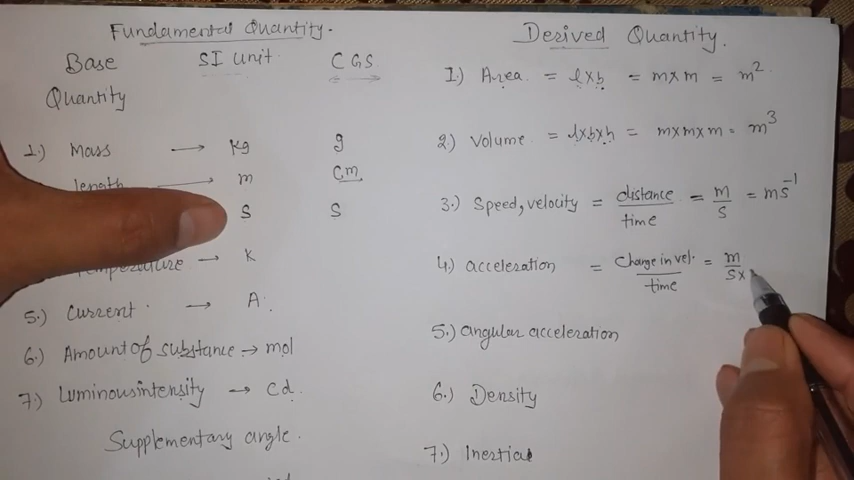 Fundamental Quantity.
Base Quantity
SI Unit
CGS
1.) Mass → Kg g
length → m Cm
S S
Temperature → K
5.) Current → A
6.) Amount of substance → mol
7.) Luminous intensity → Cd
Supplementary angle.
Derived Quantity.
1.) Area = l×b = m×m = m²
2) Volume = l×b×h = m×m×m = m³
3.) Speed, velocity = distance/time = m/s = ms⁻¹
4.) acceleration = Change in vel./time = m/s×
5.) angular acceleration
6.) Density
7.) Inertia